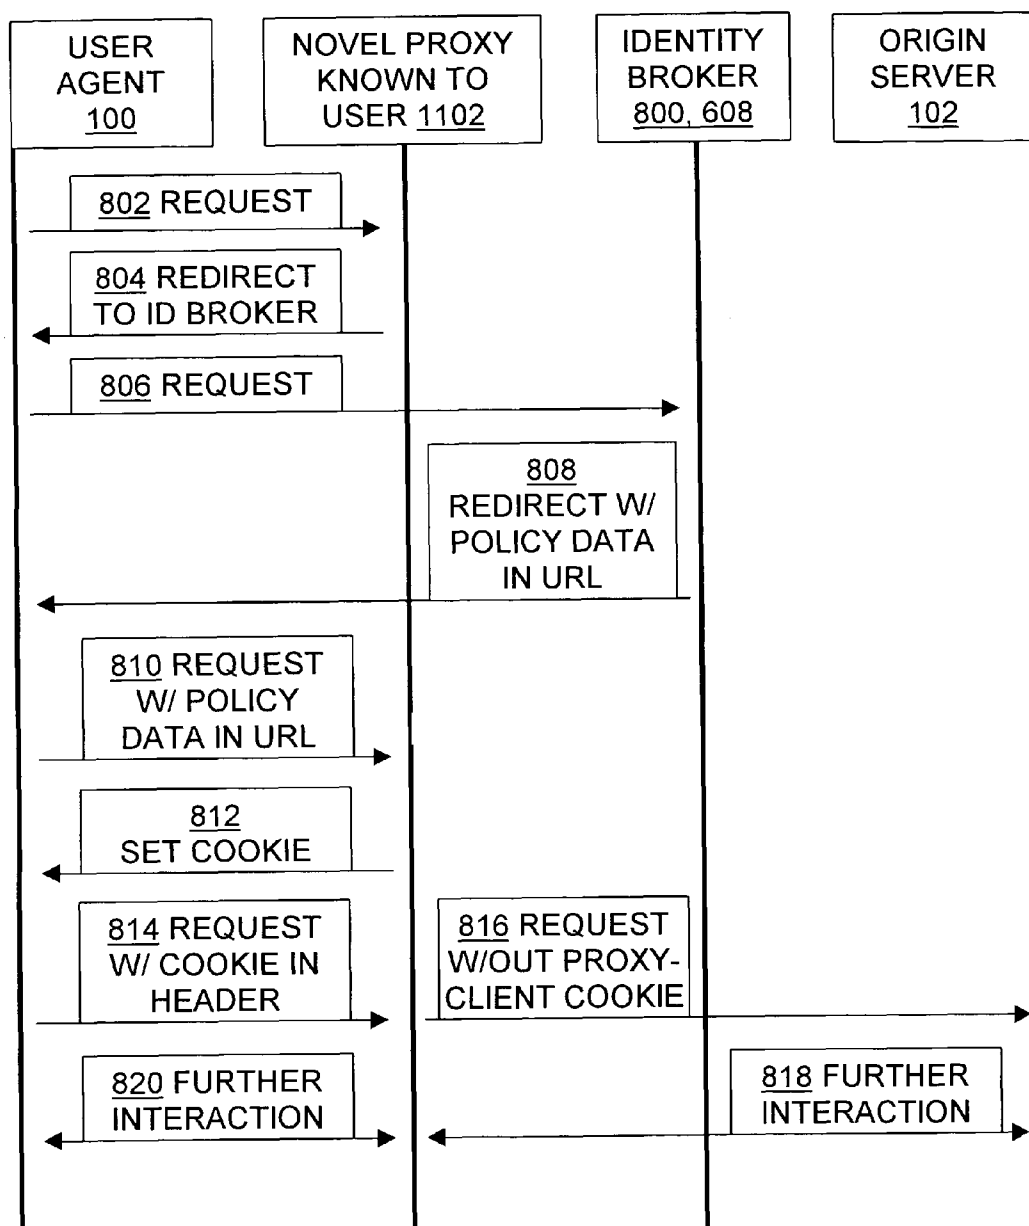 USER
AGENT
100
NOVEL PROXY
KNOWN TO
USER 1102
IDENTITY
BROKER
800, 608
ORIGIN
SERVER
102
802 REQUEST
804 REDIRECT
TO ID BROKER
806 REQUEST
808
REDIRECT W/
POLICY DATA
IN URL
810 REQUEST
W/ POLICY
DATA IN URL
812
SET COOKIE
814 REQUEST
W/ COOKIE IN
HEADER
816 REQUEST
W/OUT PROXY-
CLIENT COOKIE
820 FURTHER
INTERACTION
818 FURTHER
INTERACTION